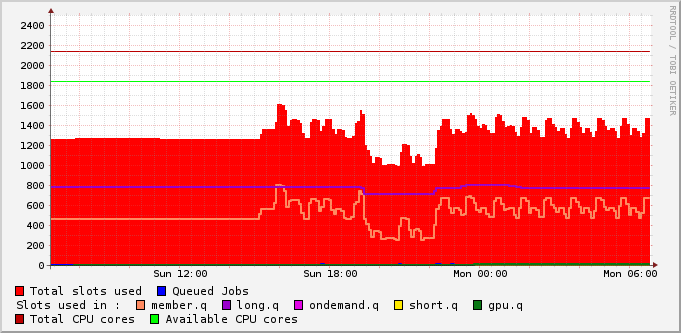 RRDTOOL / TOBI OETIKER
2400
2200
2000
1800
1600
1400
1200
1000
800
600
400
200
0
Sun 12:00 Sun 18:00 Mon 00:00 Mon 06:00
Total slots used Queued Jobs
Slots used in : member.q long.q ondemand.q short.q gpu.q
Total CPU cores Available CPU cores